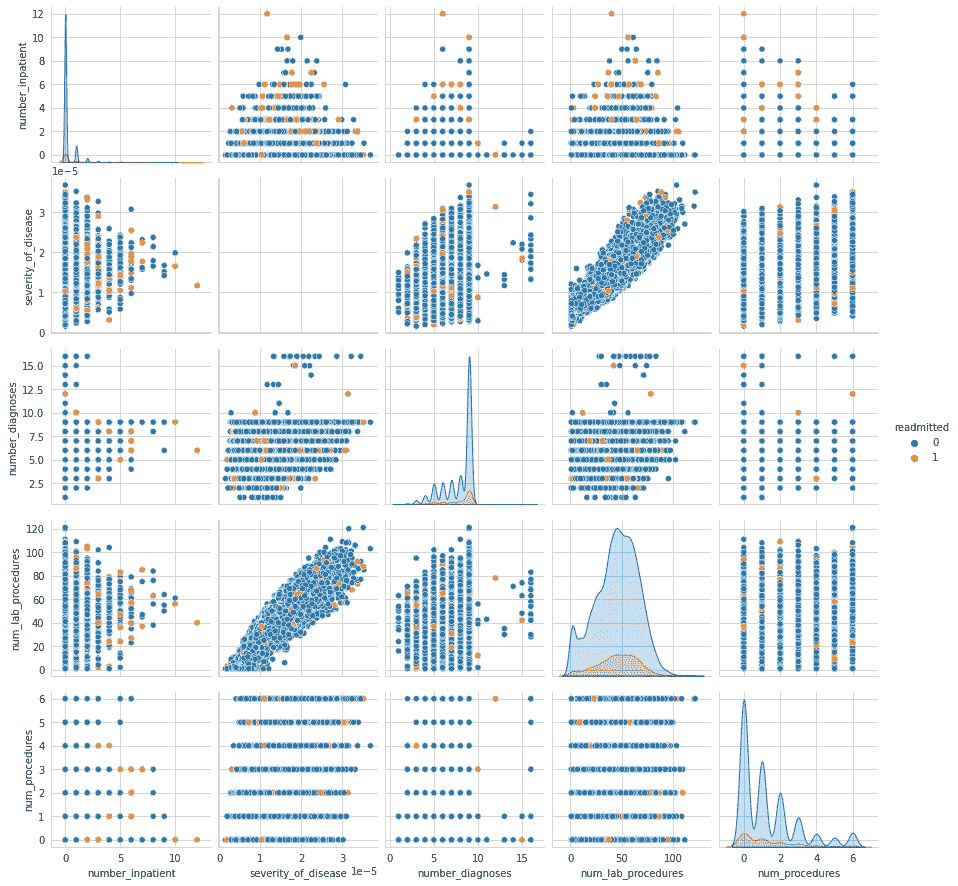 12
10
8
6
4
2
0
number_inpatient
1e−5
3
2
1
0
severity_of_disease
15.0
12.5
10.0
7.5
5.0
2.5
number_diagnoses
readmitted
0
1
120
100
80
60
40
20
0
num_lab_procedures
6
5
4
3
2
1
0
num_procedures
0 5 10
0 1 2 3
0 5 10 15
0 50 100
0 2 4 6
number_inpatient
severity_of_disease 1e−5
number_diagnoses
num_lab_procedures
num_procedures